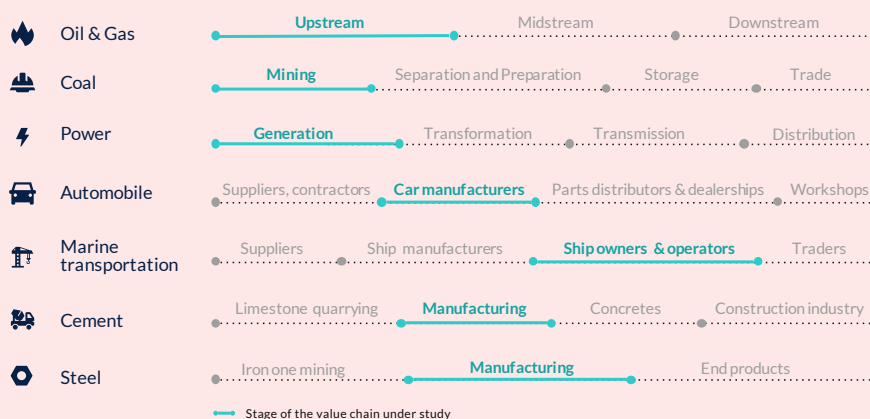 Oil & Gas Upstream Midstream Downstream
Coal Mining Separation and Preparation Storage Trade
Power Generation Transformation Transmission Distribution
Automobile Suppliers, contractors Car manufacturers Parts distributors & dealerships Workshops
Marine
transportation Suppliers Ship manufacturers Ship owners & operators Traders
Cement Limestone quarrying Manufacturing Concretes Construction industry
Steel Iron one mining Manufacturing End products
Stage of the value chain under study